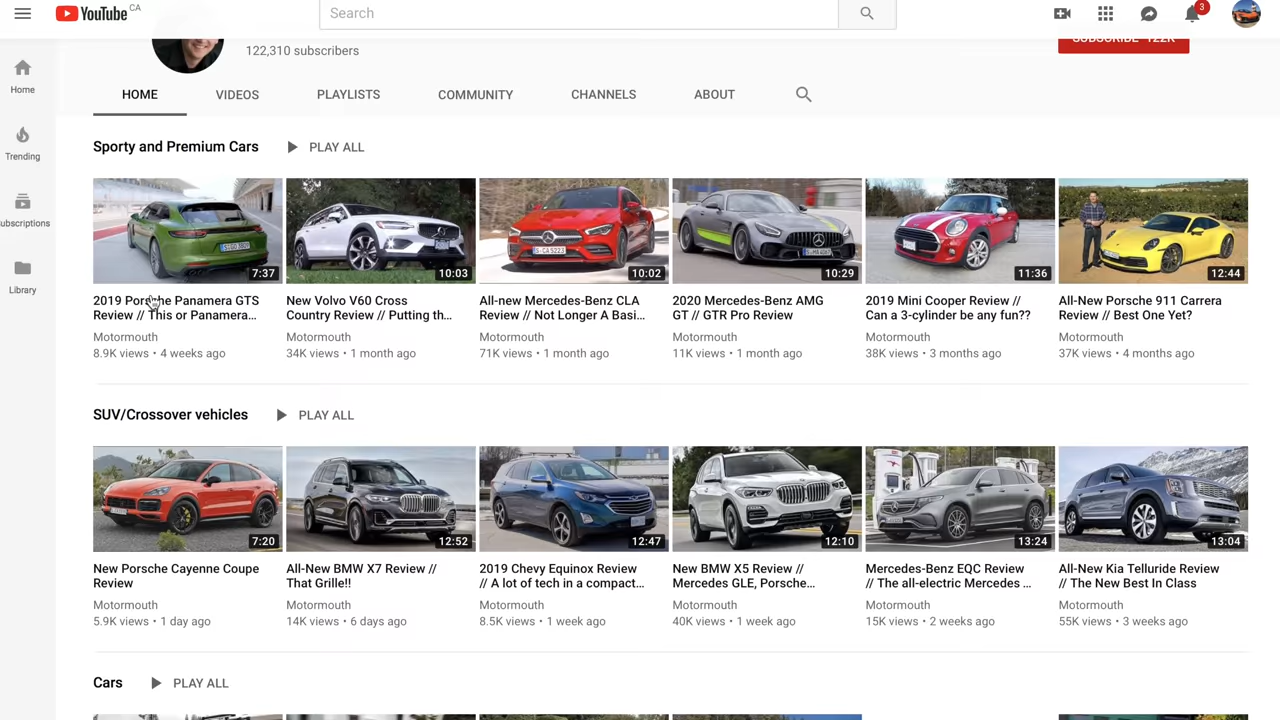 YouTube CA
Search
3
122,310 subscribers
SUBSCRIBE 122K
HOME VIDEOS PLAYLISTS COMMUNITY CHANNELS ABOUT
Home
Trending
ubscriptions
Library
Sporty and Premium Cars PLAY ALL
7:37 10:03 10:02 10:29 11:36 12:44
2019 Porsche Panamera GTS
Review // This or Panamera...
Motormouth
8.9K views • 4 weeks ago
New Volvo V60 Cross
Country Review // Putting th...
Motormouth
34K views • 1 month ago
All-new Mercedes-Benz CLA
Review // Not Longer A Basi...
Motormouth
71K views • 1 month ago
2020 Mercedes-Benz AMG
GT // GTR Pro Review
Motormouth
11K views • 1 month ago
2019 Mini Cooper Review //
Can a 3-cylinder be any fun??
Motormouth
38K views • 3 months ago
All-New Porsche 911 Carrera
Review // Best One Yet?
Motormouth
37K views • 4 months ago
SUV/Crossover vehicles PLAY ALL
7:20 12:52 12:47 12:10 13:24 13:04
New Porsche Cayenne Coupe
Review
Motormouth
5.9K views • 1 day ago
All-New BMW X7 Review //
That Grille!!
Motormouth
14K views • 6 days ago
2019 Chevy Equinox Review
// A lot of tech in a compact...
Motormouth
8.5K views • 1 week ago
New BMW X5 Review //
Mercedes GLE, Porsche...
Motormouth
40K views • 1 week ago
Mercedes-Benz EQC Review
// The all-electric Mercedes ...
Motormouth
15K views • 2 weeks ago
All-New Kia Telluride Review
// The New Best In Class
Motormouth
55K views • 3 weeks ago
Cars PLAY ALL